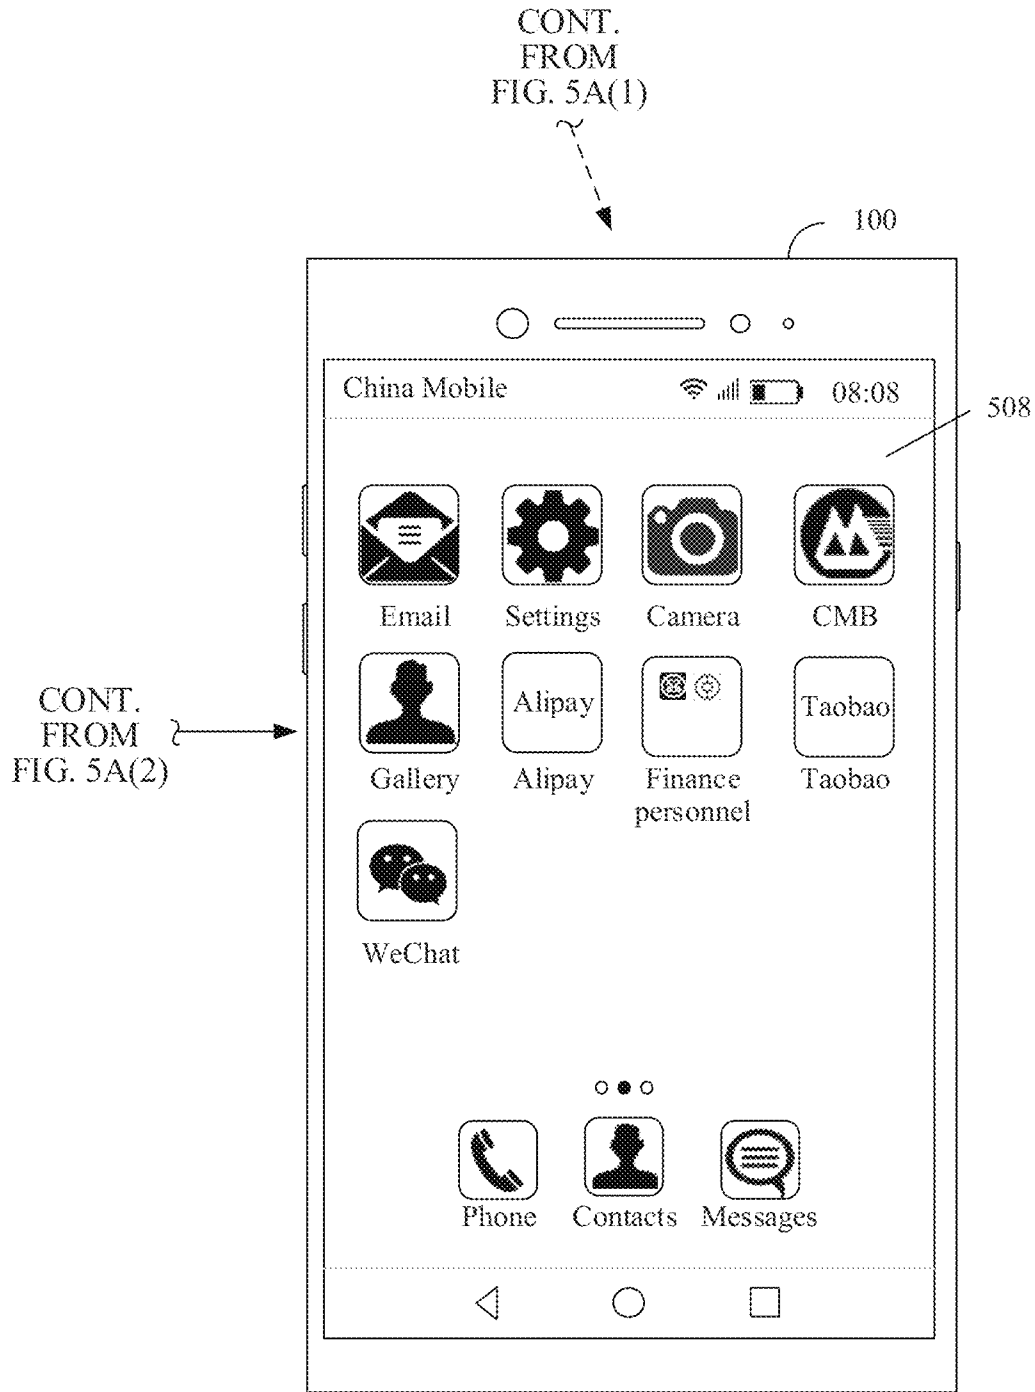 CONT.
FROM
FIG. 5A(1)
100
China Mobile 08:08
508
Email Settings Camera CMB
CONT.
FROM
FIG. 5A(2)
Alipay Taobao
Gallery Alipay Finance personnel Taobao
WeChat
Phone Contacts Messages